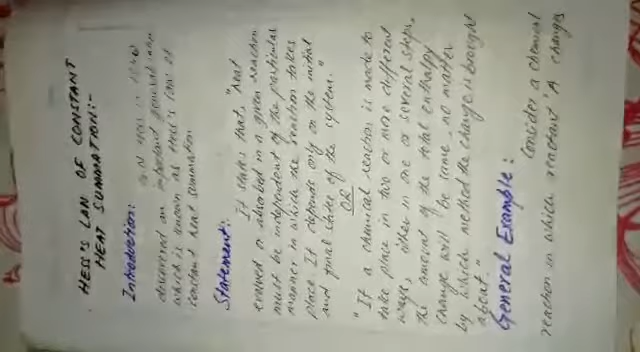 HESS'S LAW OF CONSTANT
HEAT SUMMATION:-
Introduction:
G.N Hess in 1840
discovered an important generalization
which is known as Hess's law of
constant heat summation
Statement:
It states that, "heat
evolved or absorbed in a given reaction
must be independent of the particular
manner in which the reaction takes
place. It depends only on the initial
and final states of the system."
OR
"If a chemical reaction is made to
take place in two or more different
ways, either in one or several steps,
the amount of the total enthalpy
change will be same, no matter
by which method the change is brought
about."
General Example:
Consider a chemical
reaction in which reactant A changes